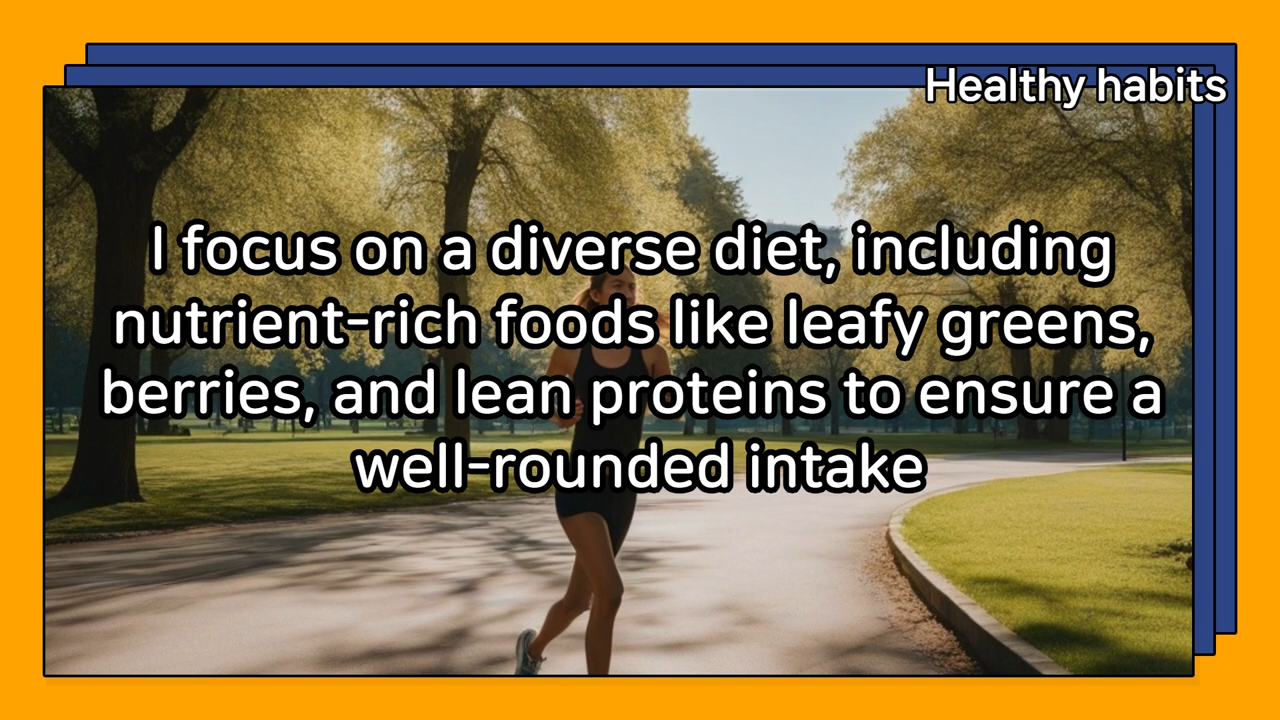 Healthy habits
I focus on a diverse diet, including
nutrient-rich foods like leafy greens,
berries, and lean proteins to ensure a
well-rounded intake